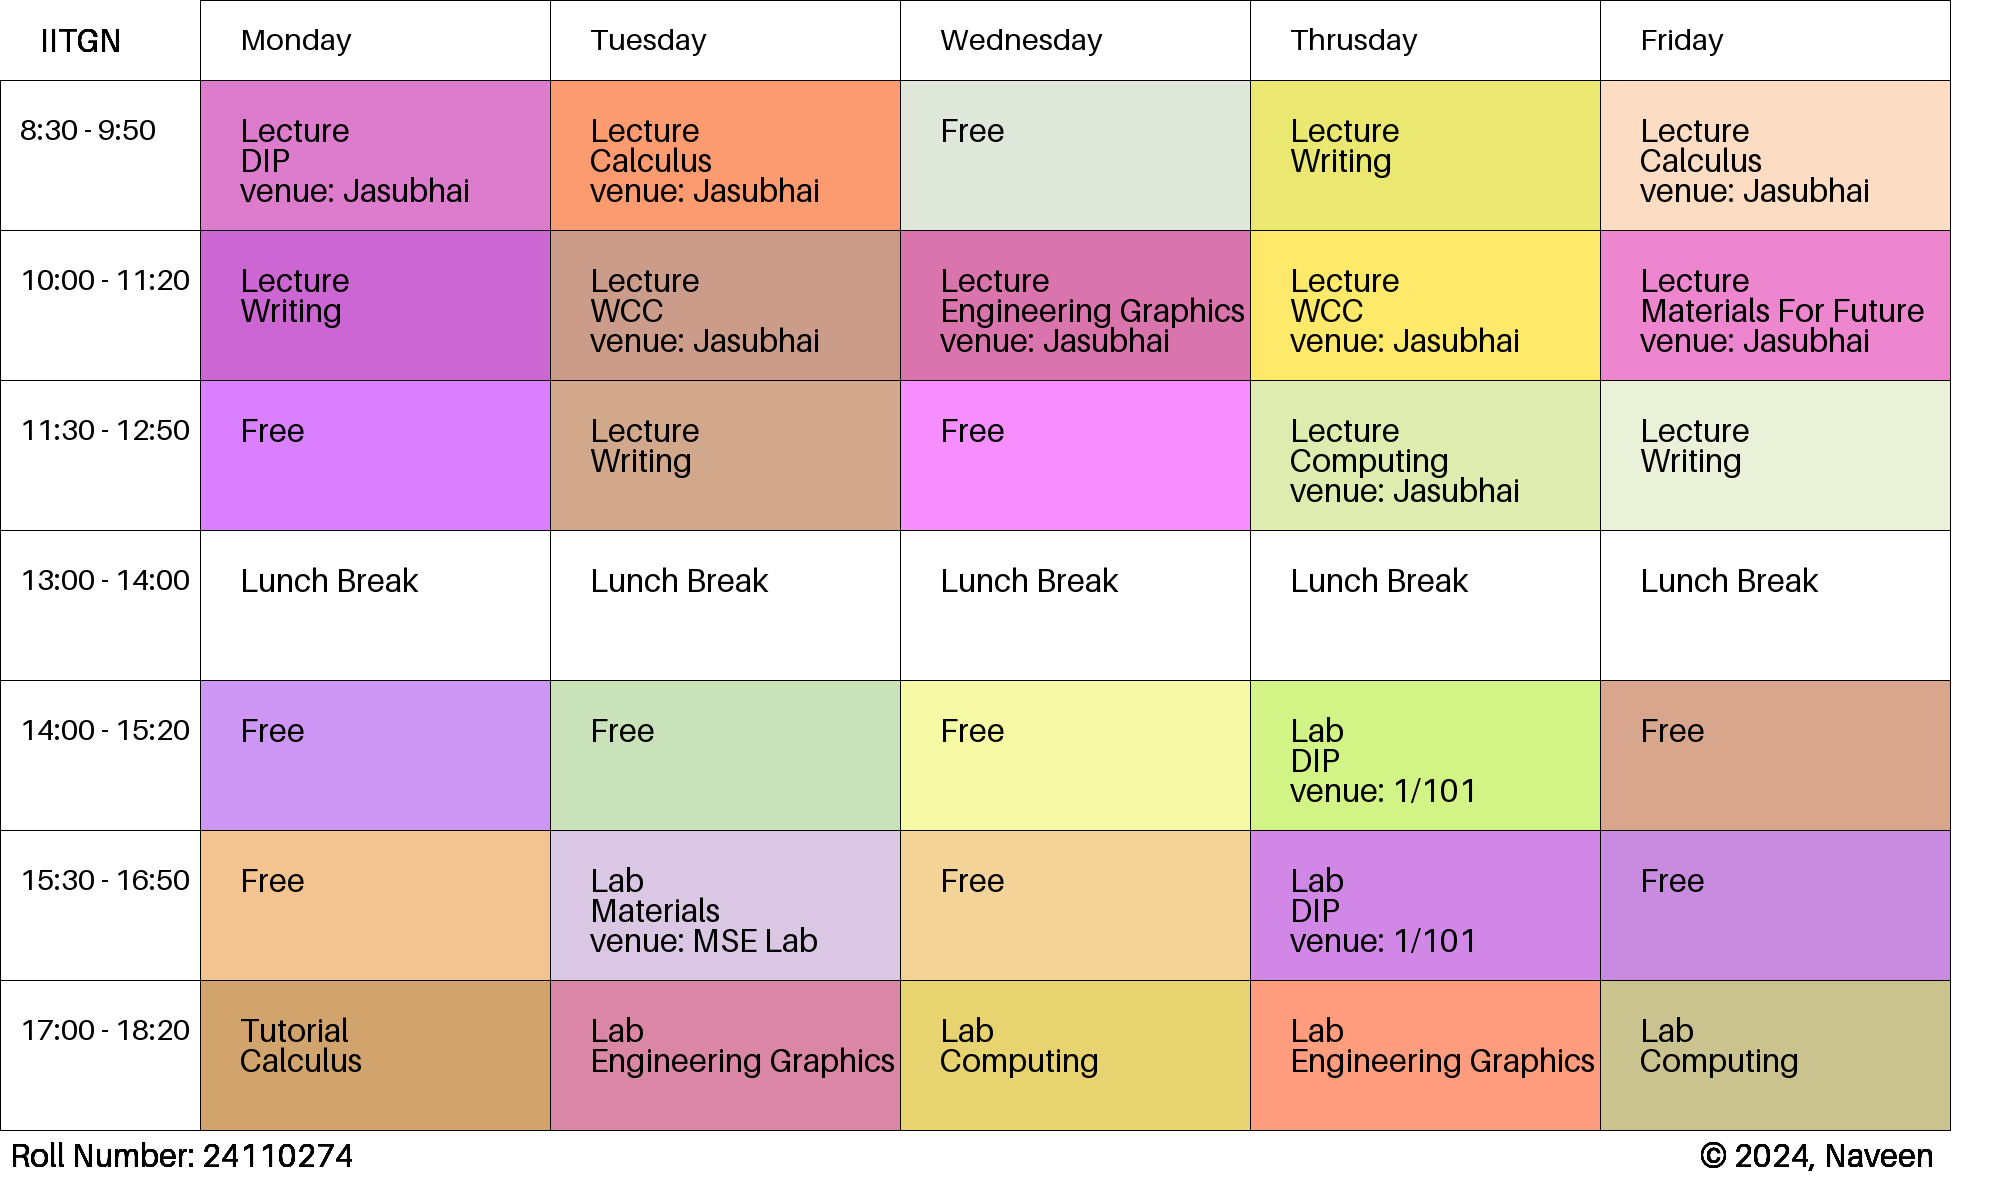 IITGN
Monday
Tuesday
Wednesday
Thrusday
Friday
8:30 - 9:50
Lecture
DIP
venue: Jasubhai
Lecture
Calculus
venue: Jasubhai
Free
Lecture
Writing
Lecture
Calculus
venue: Jasubhai
10:00 - 11:20
Lecture
Writing
Lecture
WCC
venue: Jasubhai
Lecture
Engineering Graphics
venue: Jasubhai
Lecture
WCC
venue: Jasubhai
Lecture
Materials For Future
venue: Jasubhai
11:30 - 12:50
Free
Lecture
Writing
Free
Lecture
Computing
venue: Jasubhai
Lecture
Writing
13:00 - 14:00
Lunch Break
Lunch Break
Lunch Break
Lunch Break
Lunch Break
14:00 - 15:20
Free
Free
Free
Lab
DIP
venue: 1/101
Free
15:30 - 16:50
Free
Lab
Materials
venue: MSE Lab
Free
Lab
DIP
venue: 1/101
Free
17:00 - 18:20
Tutorial
Calculus
Lab
Engineering Graphics
Lab
Computing
Lab
Engineering Graphics
Lab
Computing
Roll Number: 24110274
© 2024, Naveen